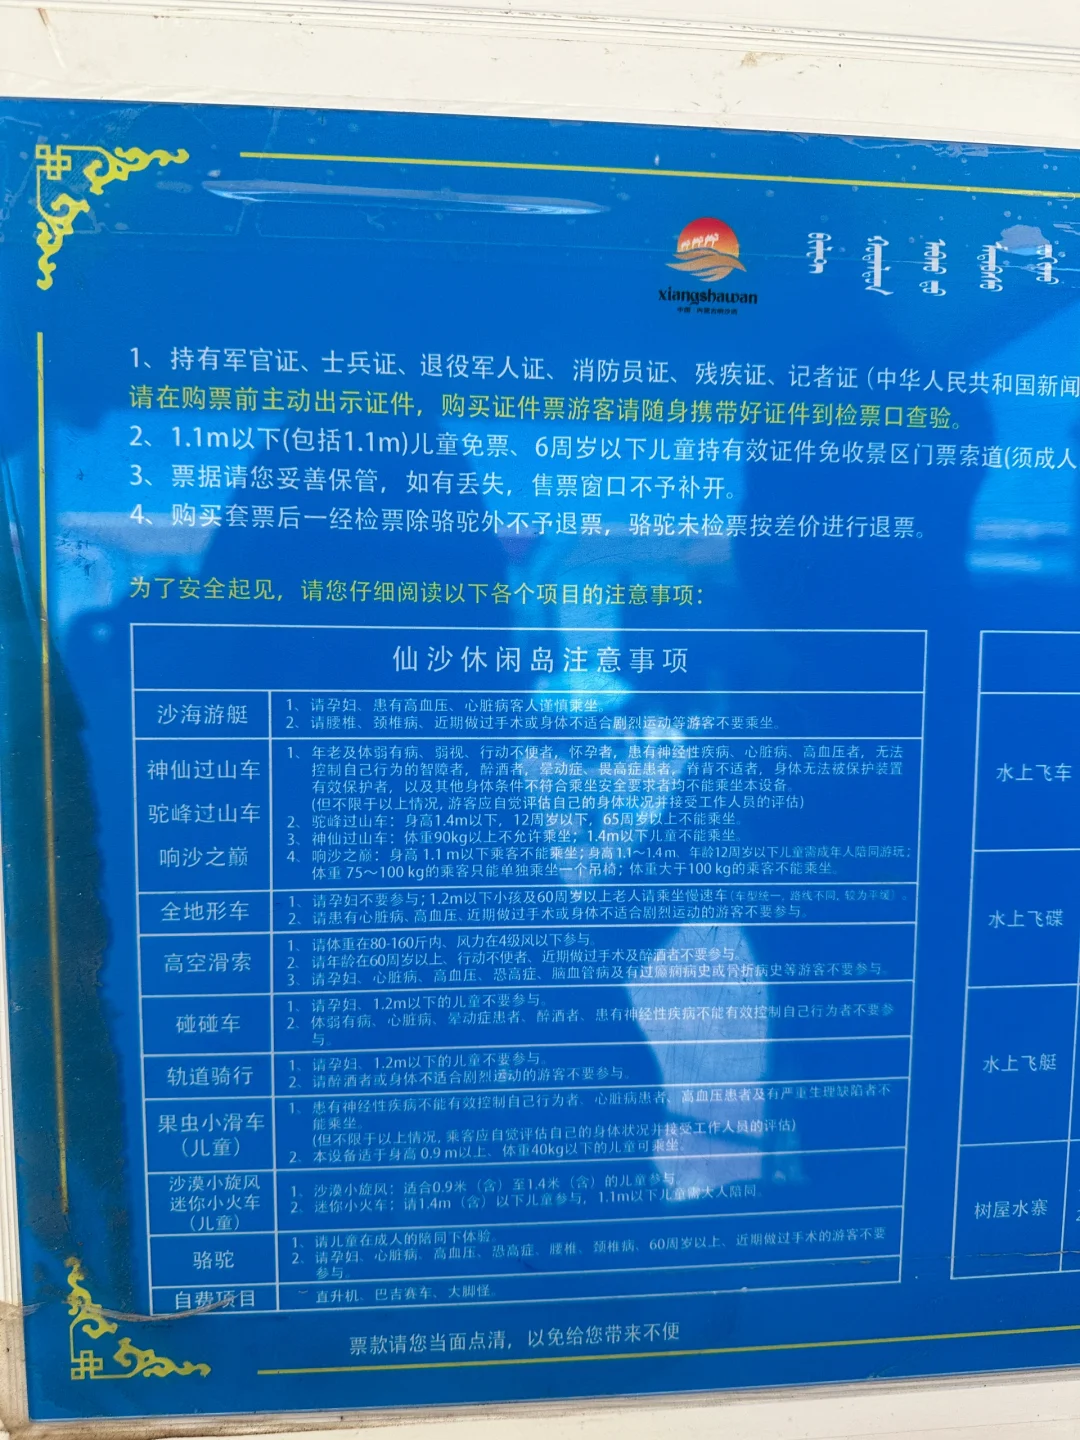 xiangshawan
1、持有军官证、士兵证、退役军人证、消防员证、残疾证、记者证（中华人民共和国新闻
请在购票前主动出示证件，购买证件票游客请随身携带好证件到检票口查验。
2、1.1m以下(包括1.1m)儿童免票、6周岁以下儿童持有效证件免收景区门票索道(须成人
3、票据请您妥善保管，如有丢失，售票窗口不予补开。
4、购买套票后一经检票除骆驼外不予退票，骆驼未检票按差价进行退票。
为了安全起见，请您仔细阅读以下各个项目的注意事项：
仙沙休闲岛注意事项
沙海游艇
1、请孕妇、患有高血压、心脏病客人谨慎乘坐。
2、请腰椎、颈椎病、近期做过手术或身体不适合剧烈运动等游客不要乘坐。
神仙过山车
驼峰过山车
响沙之巅
1、年老及体弱有病、弱视、行动不便者，怀孕者，患有神经性疾病、心脏病、高血压者，无法
控制自己行为的智障者，醉酒者，晕动症、畏高症患者，脊背不适者，身体无法被保护装置
有效保护者，以及其他身体条件不符合乘坐安全要求者均不能乘坐本设备。
(但不限于以上情况,游客应自觉评估自己的身体状况并接受工作人员的评估)
2、驼峰过山车：身高1.4m以下，12周岁以下，65周岁以上不能乘坐。
3、神仙过山车：体重90kg以上不允许乘坐；1.4m以下儿童不能乘坐。
4、响沙之巅：身高 1.1 m以下乘客不能乘坐；身高1.1～1.4 m、年龄12周岁以下儿童需成年人陪同游玩；
体重 75～100 kg的乘客只能单独乘坐一个吊椅；体重大于100 kg的乘客不能乘坐。
全地形车
1、请孕妇不要参与；1.2m以下小孩及60周岁以上老人请乘坐慢速车(车型统一，路线不同，较为平缓)。
2、请患有心脏病、高血压、近期做过手术或身体不适合剧烈运动的游客不要参与。
高空滑索
1、请体重在80-160斤内、风力在4级风以下参与。
2、请年龄在60周岁以上、行动不便者、近期做过手术及醉酒者不要参与。
3、请孕妇、心脏病、高血压、恐高症、脑血管病及有过癫痫病史或骨折病史等游客不要参与。
碰碰车
1、请孕妇、1.2m以下的儿童不要参与。
2、体弱有病、心脏病、晕动症患者、醉酒者、患有神经性疾病不能有效控制自己行为者不要参
与。
轨道骑行
1、请孕妇、1.2m以下的儿童不要参与。
2、请醉酒者或身体不适合剧烈运动的游客不要参与。
果虫小滑车
（儿童）
1、患有神经性疾病不能有效控制自己行为者、心脏病患者、高血压患者及有严重生理缺陷者不
能乘坐。
(但不限于以上情况,乘客应自觉评估自己的身体状况并接受工作人员的评估)
2、本设备适于身高 0.9 m以上、体重40kg以下的儿童可乘坐。
沙漠小旋风
迷你小火车
（儿童）
1、沙漠小旋风：适合0.9米（含）至1.4米（含）的儿童参与。
2、迷你小火车；请1.4m（含）以下儿童参与，1.1m以下儿童需大人陪同。
骆驼
1、请儿童在成人的陪同下体验。
2、请孕妇、心脏病、高血压、恐高症、腰椎、颈椎病、60周岁以上、近期做过手术的游客不要
参与。
自费项目
直升机、巴吉赛车、大脚怪。
水上飞车
水上飞碟
水上飞艇
树屋水寨
票款请您当面点清，以免给您带来不便